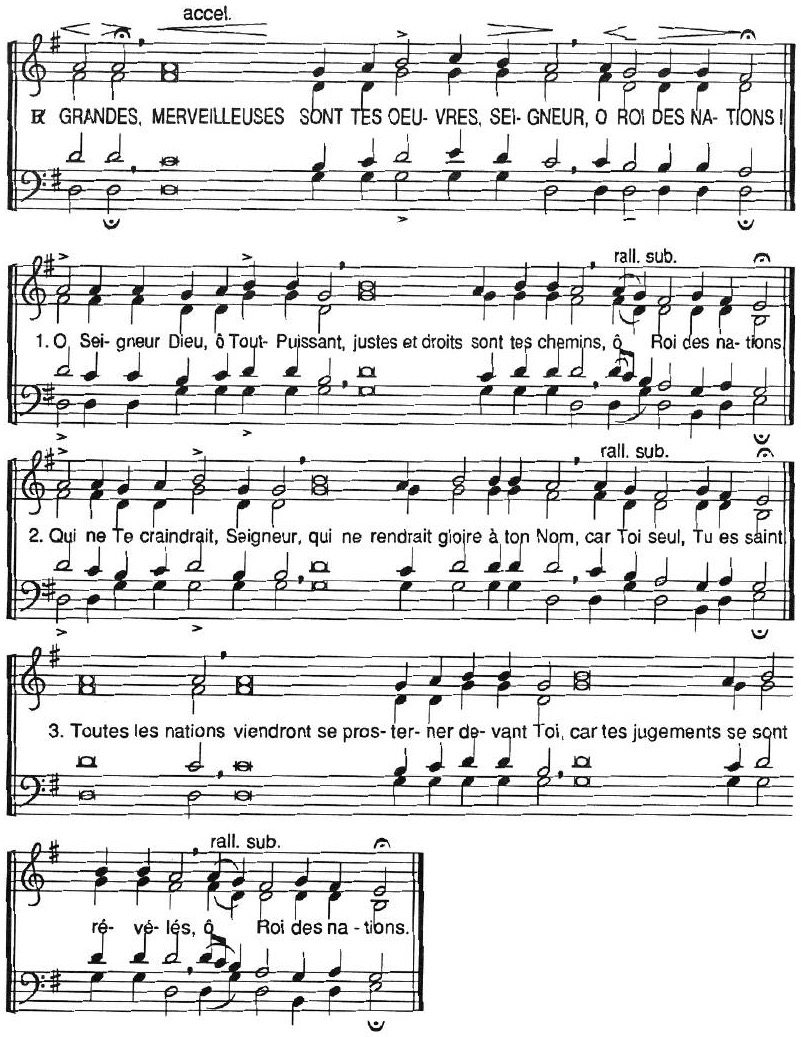 accel.
℟ GRANDES, MERVEILLEUSES SONT TES OEU- VRES, SEI- GNEUR, O ROI DES NA- TIONS !
rall. sub.
1. O, Sei- gneur Dieu, ô Tout- Puissant, justes et droits sont tes chemins, ô Roi des na- tions,
rall. sub.
2. Qui ne Te craindrait, Seigneur, qui ne rendrait gloire à ton Nom, car Toi seul, Tu es saint.
3. Toutes les nations viendront se pros- ter- ner de- vant Toi, car tes jugements se sont
rall. sub.
ré- vé- lés, ô Roi des na - tions.